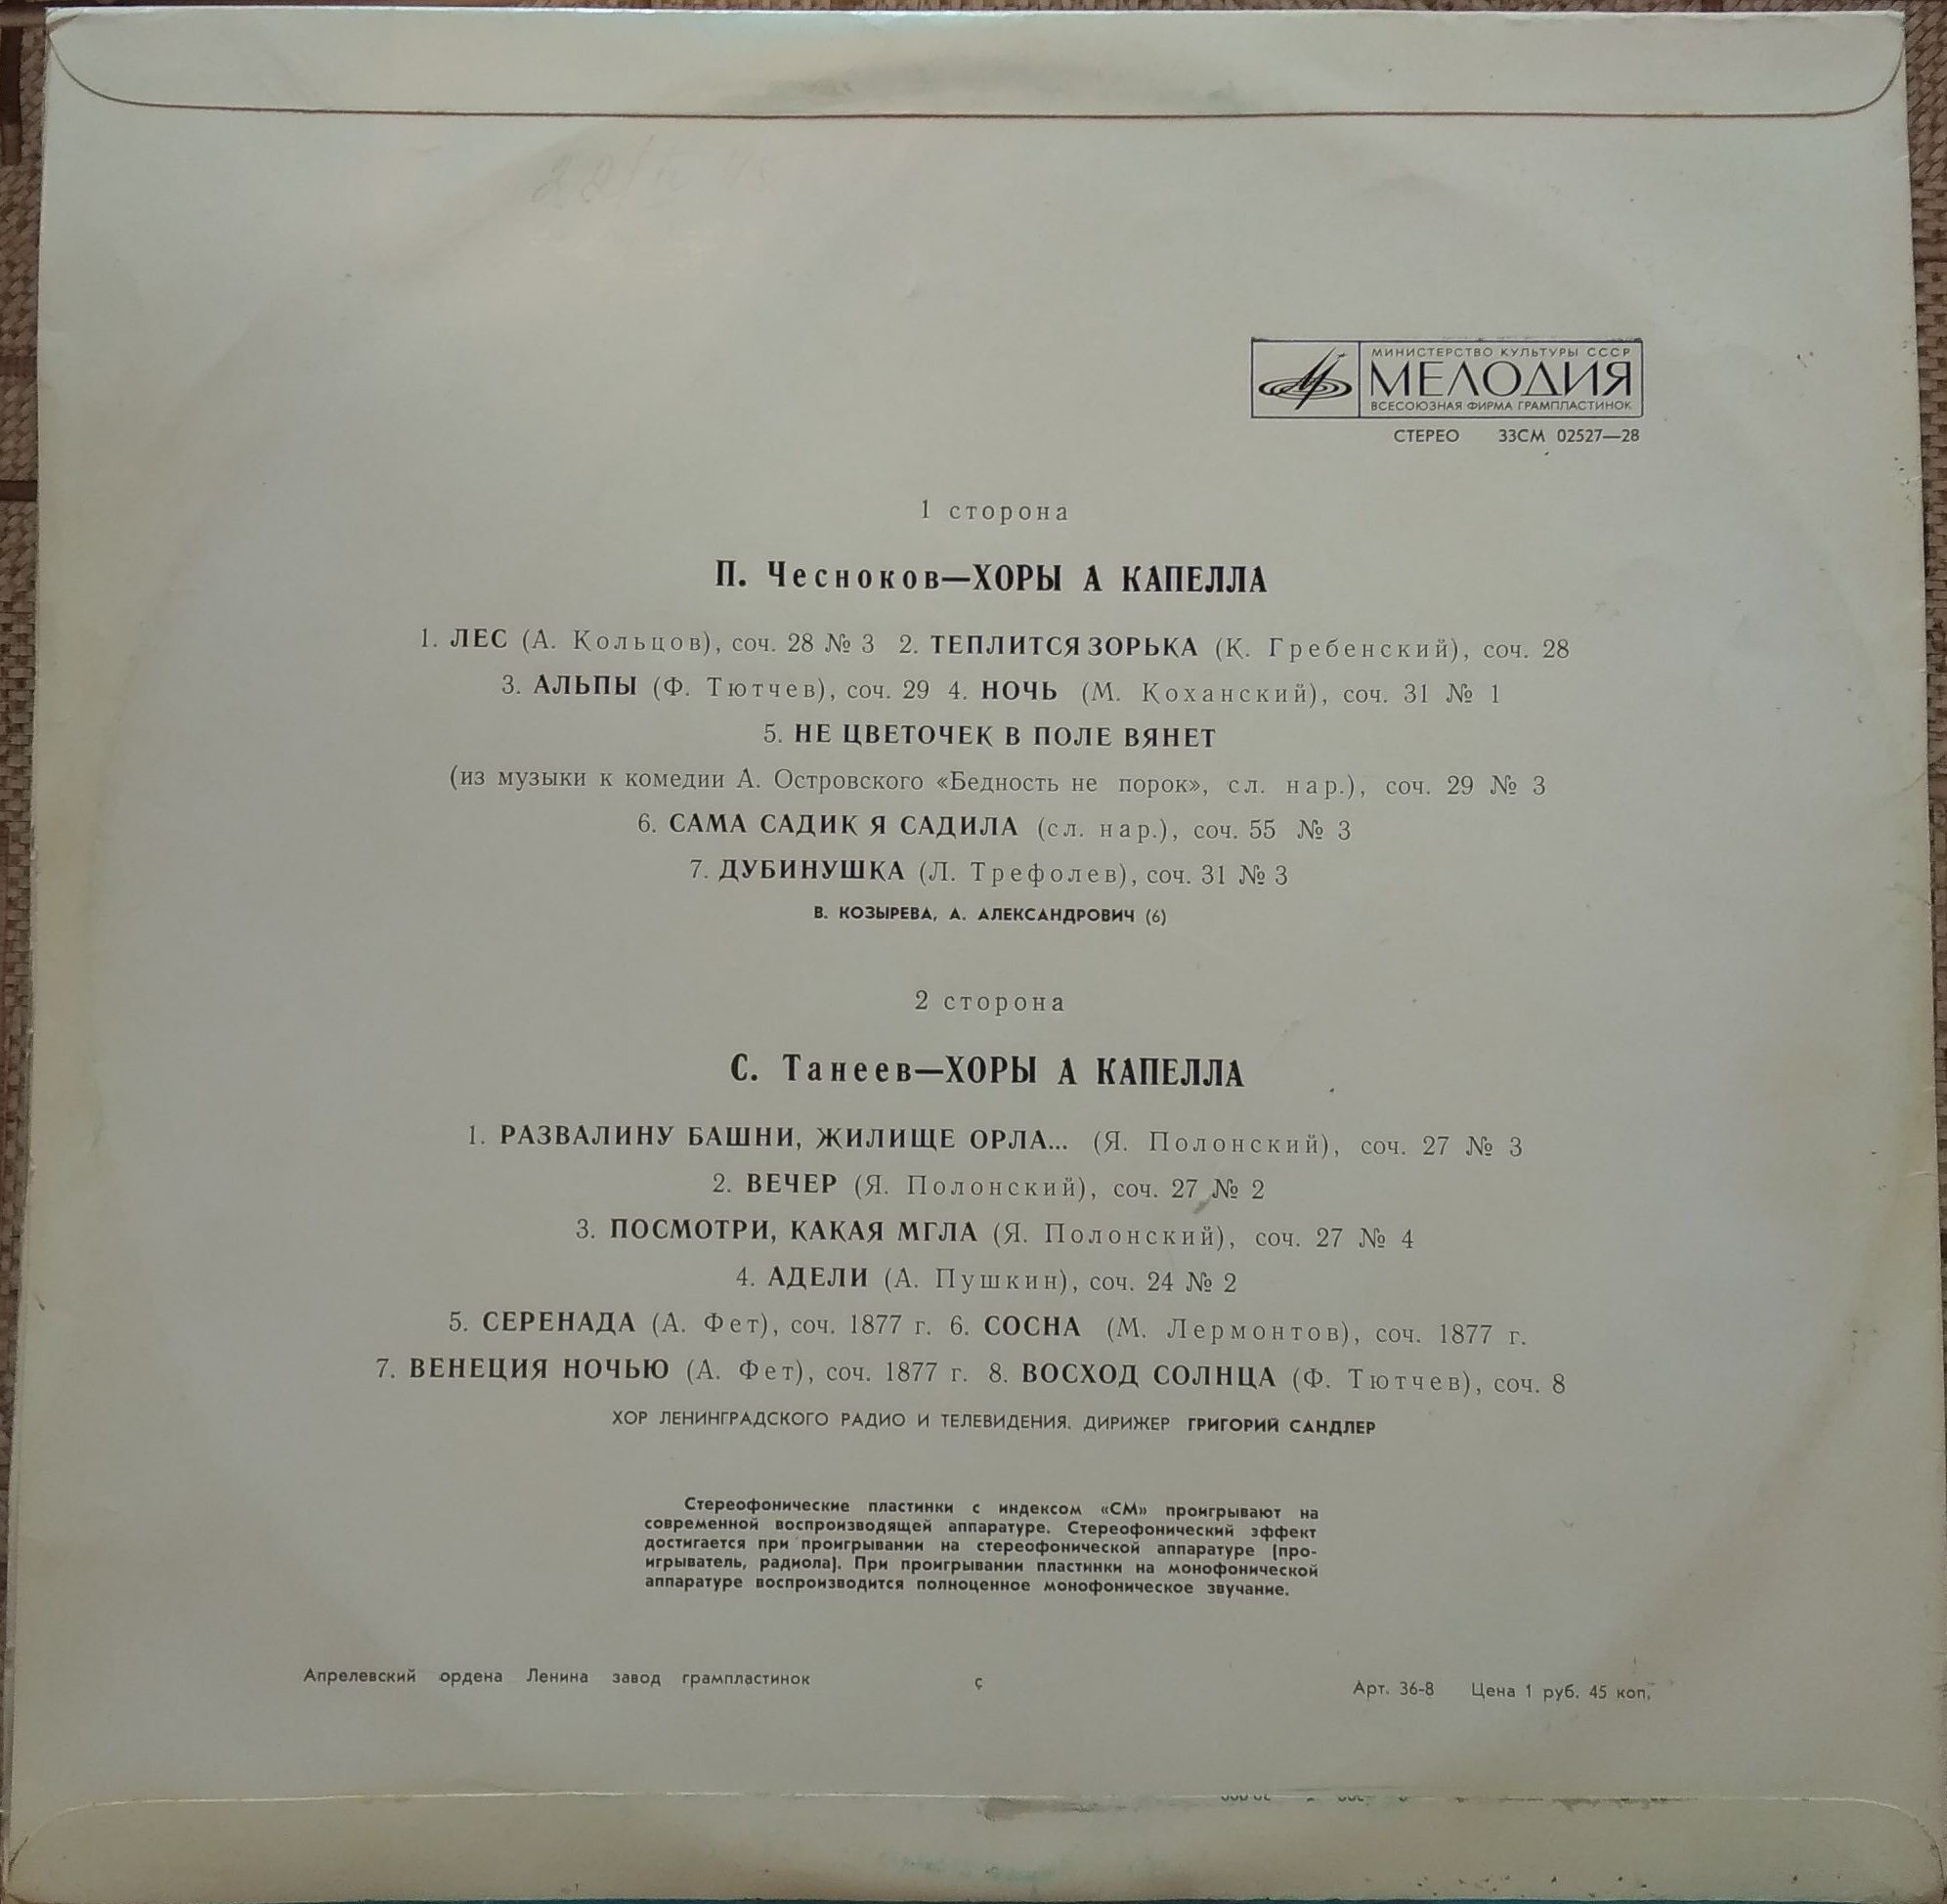 МИНИСТЕРСТВО КУЛЬТУРЫ СССР
МЕЛОДИЯ
ВСЕСОЮЗНАЯ ФИРМА ГРАМПЛАСТИНОК
СТЕРЕО 33СМ 02527—28
1 сторона
П. Чесноков—ХОРЫ А КАПЕЛЛА
1. ЛЕС (А. Кольцов), соч. 28 № 3 2. ТЕПЛИТСЯ ЗОРЬКА (К. Гребенский), соч. 28
3. АЛЬПЫ (Ф. Тютчев), соч. 29 4. НОЧЬ (М. Коханский), соч. 31 № 1
5. НЕ ЦВЕТОЧЕК В ПОЛЕ ВЯНЕТ
(из музыки к комедии А. Островского «Бедность не порок», сл. нар.), соч. 29 № 3
6. САМА САДИК Я САДИЛА (сл. нар.), соч. 55 № 3
7. ДУБИНУШКА (Л. Трефолев), соч. 31 № 3
В. КОЗЫРЕВА, А. АЛЕКСАНДРОВИЧ (6)
2 сторона
С. Танеев—ХОРЫ А КАПЕЛЛА
1. РАЗВАЛИНУ БАШНИ, ЖИЛИЩЕ ОРЛА... (Я. Полонский), соч. 27 № 3
2. ВЕЧЕР (Я. Полонский), соч. 27 № 2
3. ПОСМОТРИ, КАКАЯ МГЛА (Я. Полонский), соч. 27 № 4
4. АДЕЛИ (А. Пушкин), соч. 24 № 2
5. СЕРЕНАДА (А. Фет), соч. 1877 г. 6. СОСНА (М. Лермонтов), соч. 1877 г.
7. ВЕНЕЦИЯ НОЧЬЮ (А. Фет), соч. 1877 г. 8. ВОСХОД СОЛНЦА (Ф. Тютчев), соч. 8
ХОР ЛЕНИНГРАДСКОГО РАДИО И ТЕЛЕВИДЕНИЯ. ДИРИЖЕР ГРИГОРИЙ САНДЛЕР
Стереофонические пластинки с индексом «СМ» проигрывают на
современной воспроизводящей аппаратуре. Стереофонический эффект
достигается при проигрывании на стереофонической аппаратуре (про-
игрыватель, радиола). При проигрывании пластинки на монофонической
аппаратуре воспроизводится полноценное монофоническое звучание.
Апрелевский ордена Ленина завод грампластинок ç Арт. 36-8 Цена 1 руб. 45 коп.